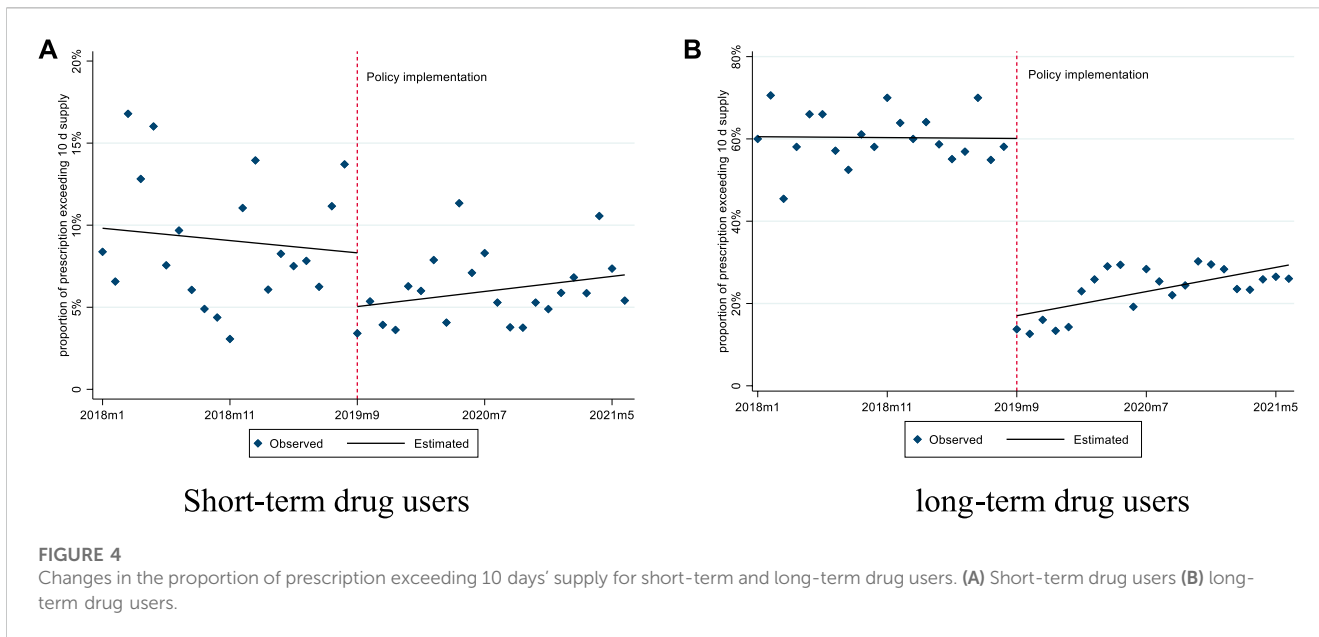 A
proportion of prescription exceeding 10 d supply
20%
15%
10%
5%
0
Policy implementation
2018m1 2018m11 2019m9 2020m7 2021m5
Observed Estimated
Short-term drug users
B
proportion of prescription exceeding 10 d supply
80%
60%
40%
20%
0
Policy implementation
2018m1 2018m11 2019m9 2020m7 2021m5
Observed Estimated
long-term drug users
FIGURE 4
Changes in the proportion of prescription exceeding 10 days’ supply for short-term and long-term drug users. (A) Short-term drug users (B) long-
term drug users.